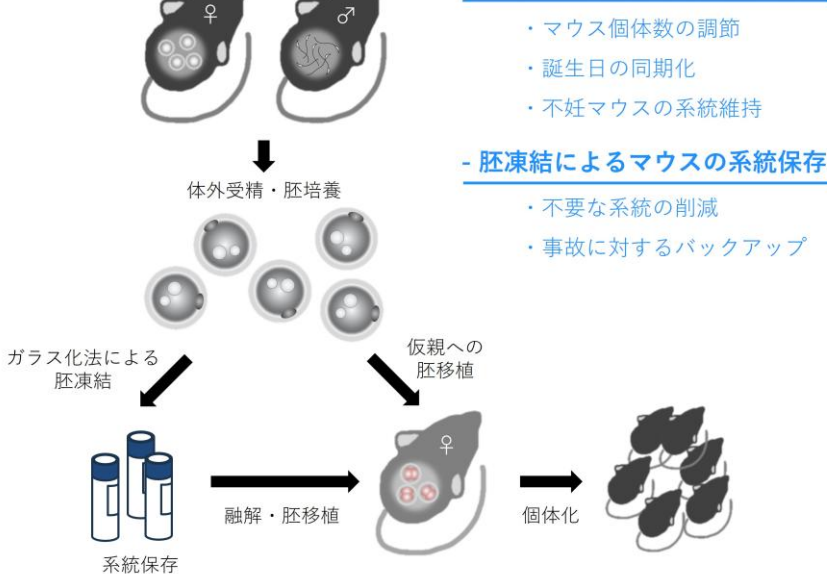 ♀
♂
・マウス個体数の調節
・誕生日の同期化
・不妊マウスの系統維持
- 胚凍結によるマウスの系統保存
・不要な系統の削減
・事故に対するバックアップ
体外受精・胚培養
ガラス化法による
胚凍結
仮親への
胚移植
♀
融解・胚移植
個体化
系統保存